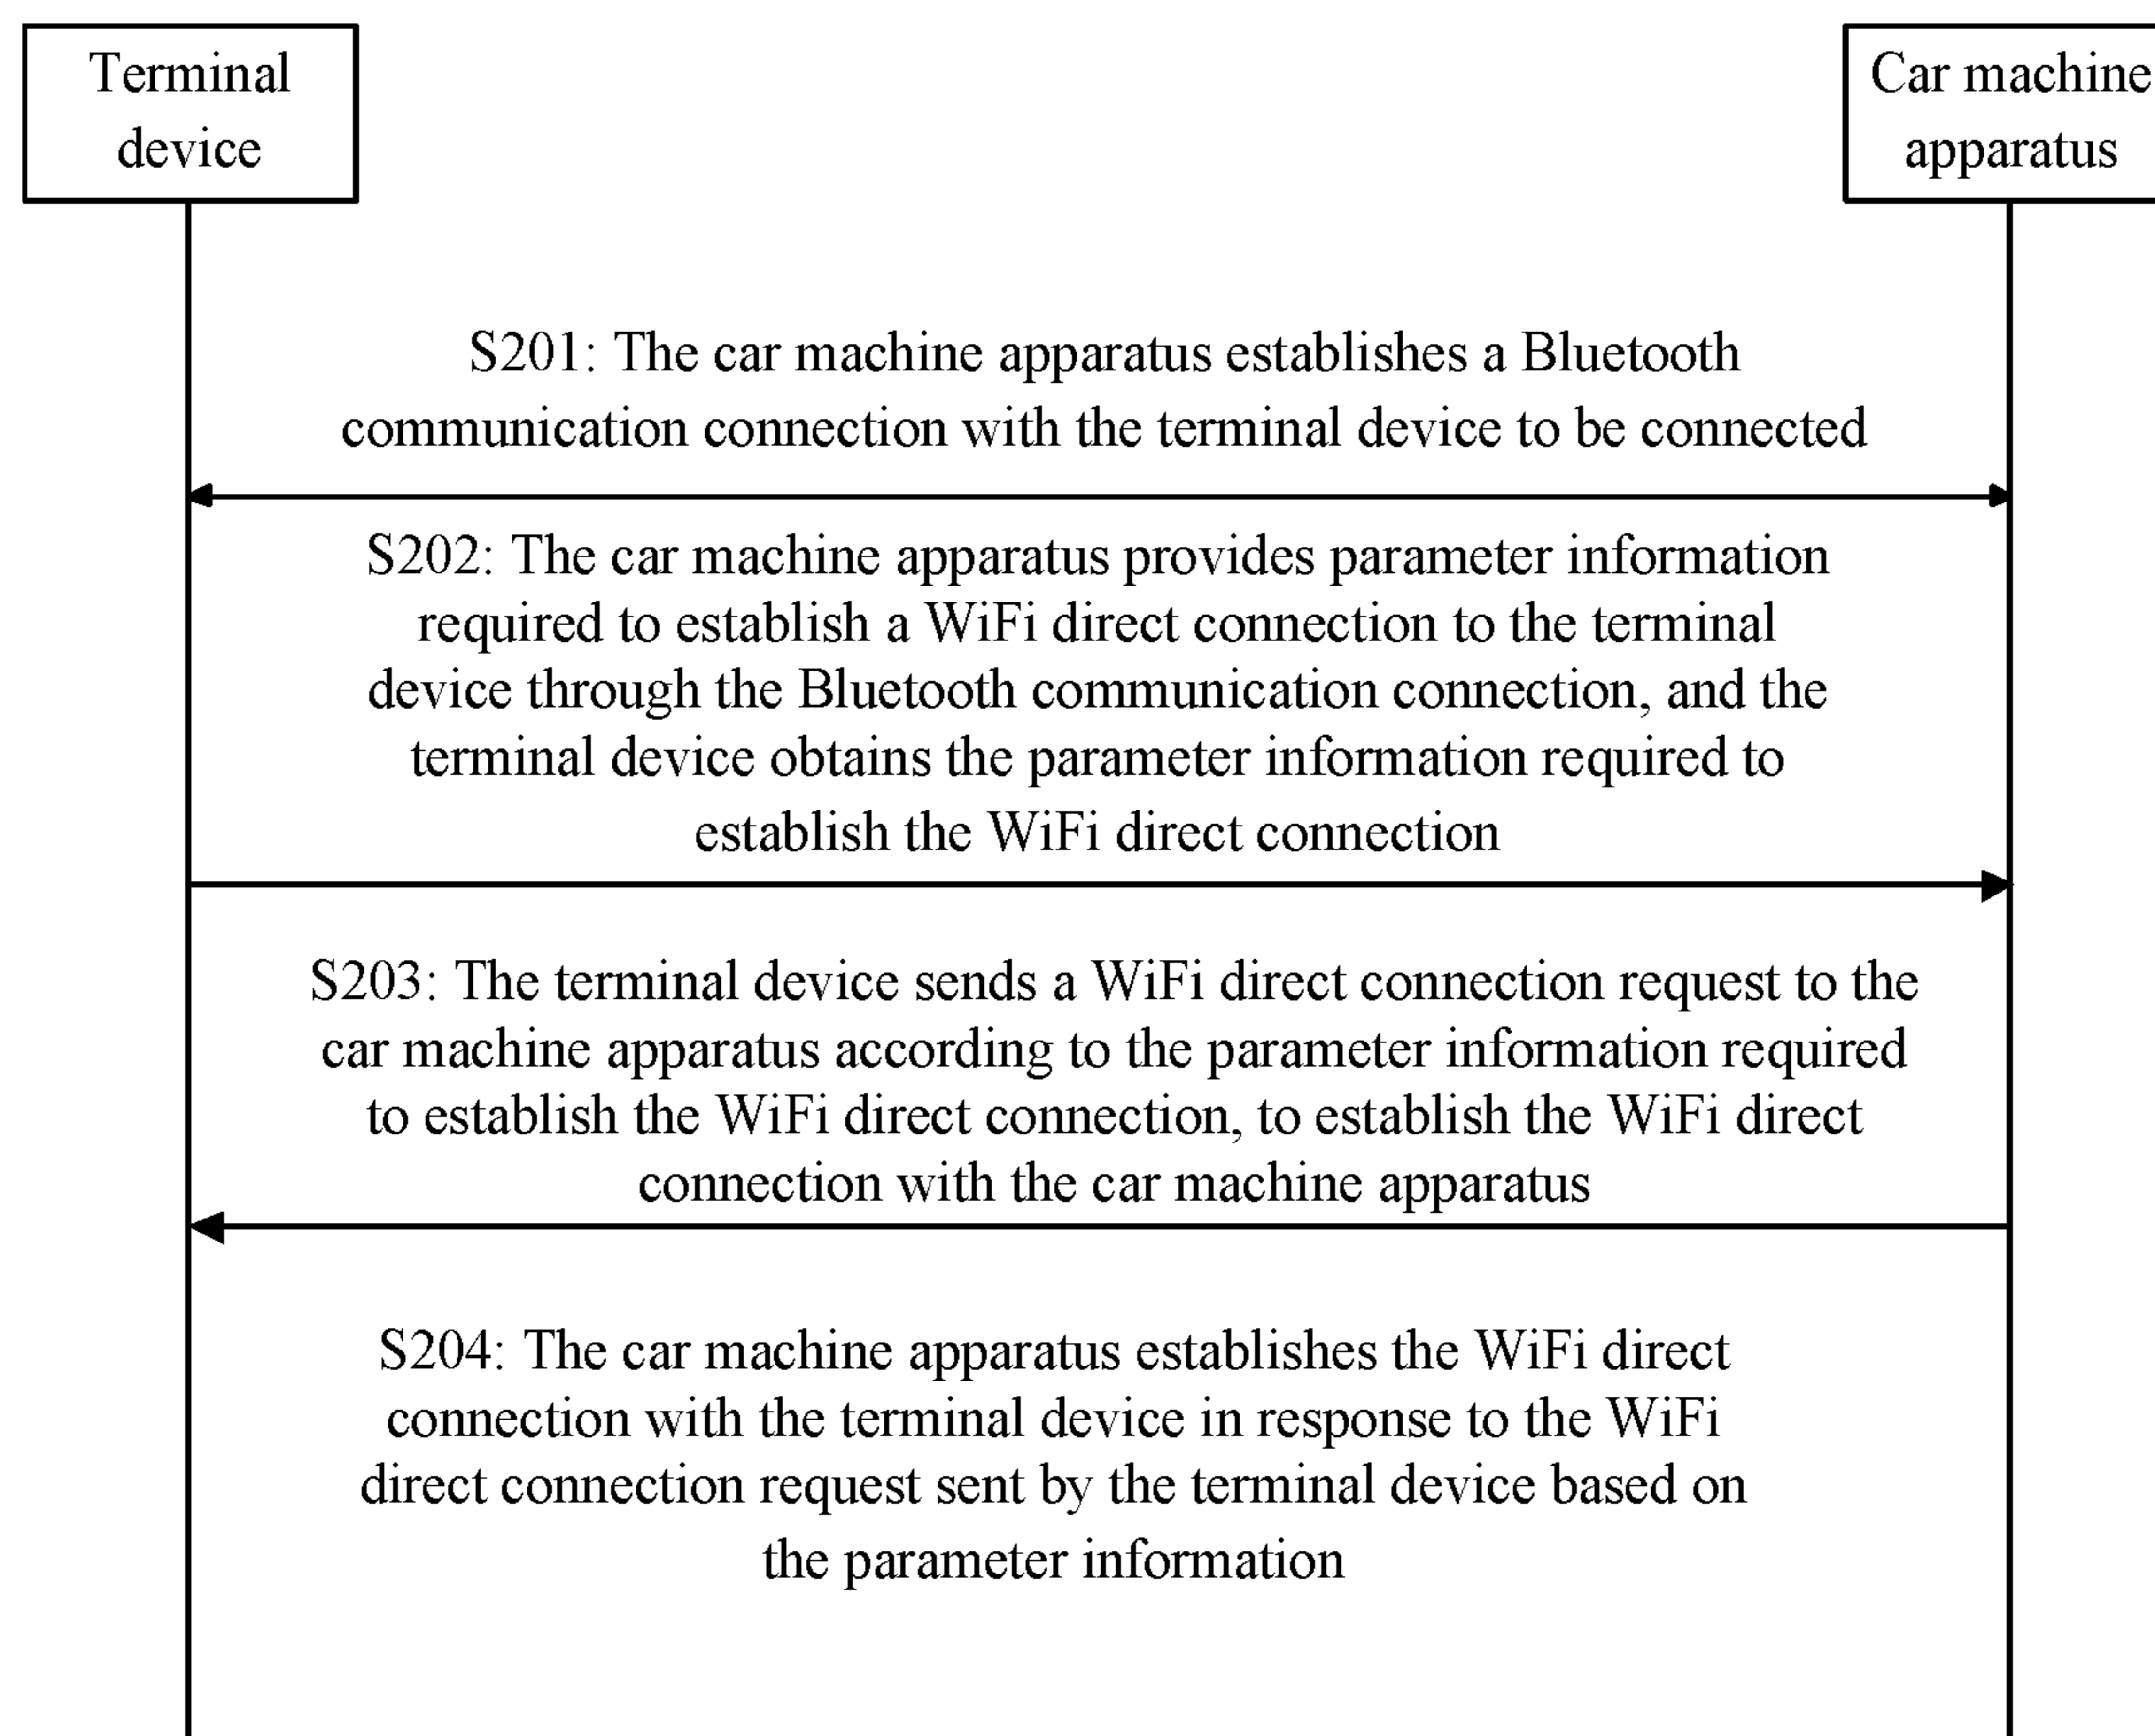 Terminal
device
Car machine
apparatus
S201: The car machine apparatus establishes a Bluetooth
communication connection with the terminal device to be connected
S202: The car machine apparatus provides parameter information
required to establish a WiFi direct connection to the terminal
device through the Bluetooth communication connection, and the
terminal device obtains the parameter information required to
establish the WiFi direct connection
S203: The terminal device sends a WiFi direct connection request to the
car machine apparatus according to the parameter information required
to establish the WiFi direct connection, to establish the WiFi direct
connection with the car machine apparatus
S204: The car machine apparatus establishes the WiFi direct
connection with the terminal device in response to the WiFi
direct connection request sent by the terminal device based on
the parameter information